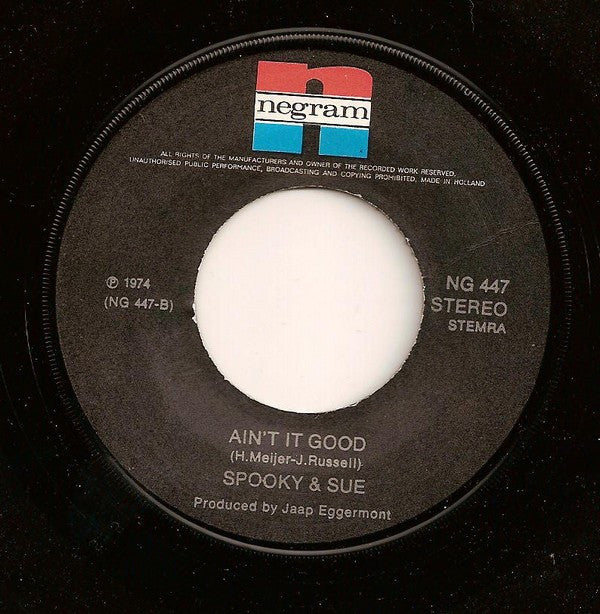 negram
ALL RIGHTS OF THE MANUFACTURERS AND OWNER OF THE RECORDED WORK RESERVED.
UNAUTHORISED PUBLIC PERFORMANCE, BROADCASTING AND COPYING PROHIBITED. MADE IN HOLLAND
℗ 1974
(NG 447-B)
NG 447
STEREO
STEMRA
AIN'T IT GOOD
(H.Meijer-J.Russell)
SPOOKY & SUE
Produced by Jaap Eggermont